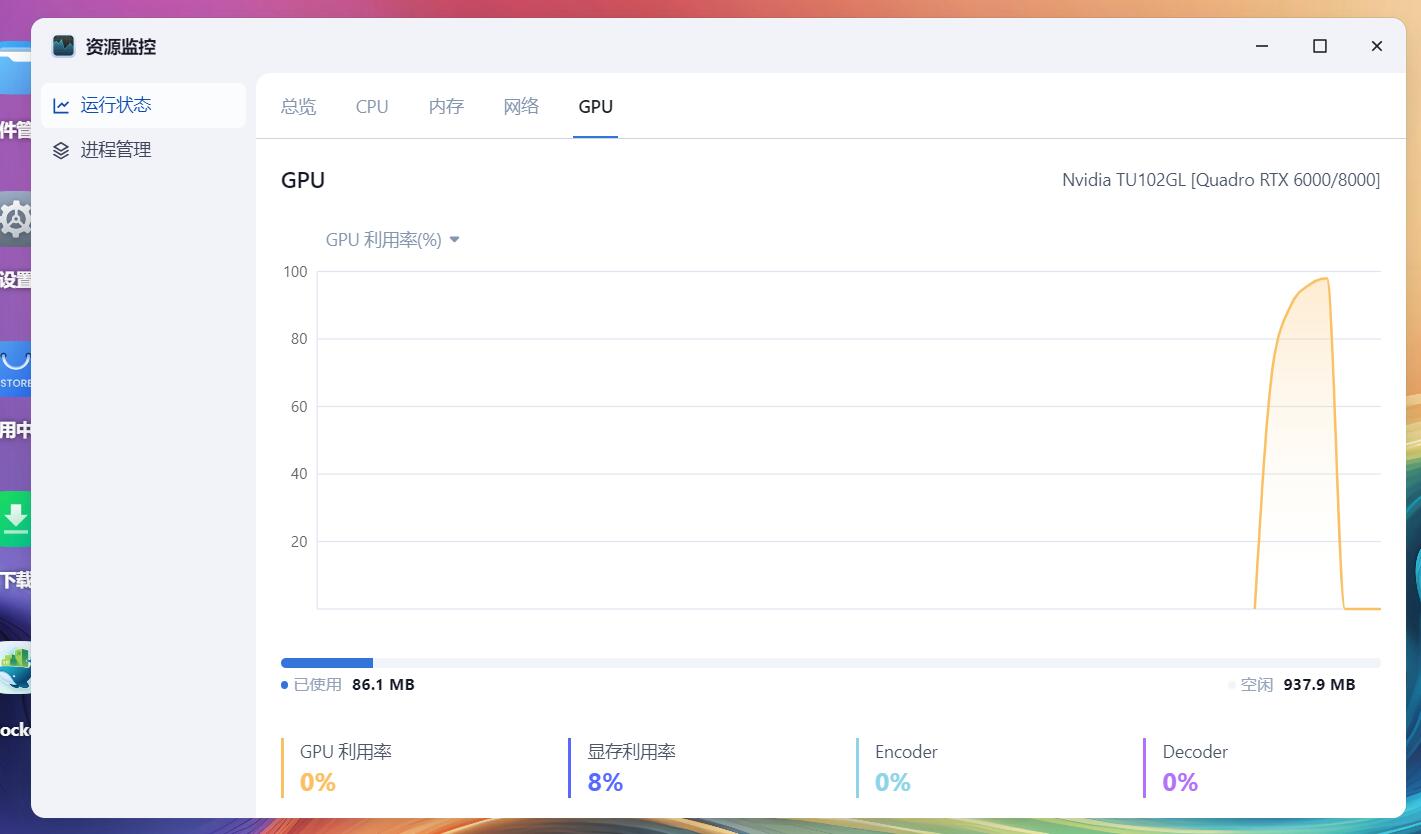 资源监控
运行状态
进程管理
总览 CPU 内存 网络 GPU
GPU
Nvidia TU102GL [Quadro RTX 6000/8000]
GPU 利用率(%)
100
80
60
40
20
已使用 86.1 MB
空闲 937.9 MB
GPU 利用率
0%
显存利用率
8%
Encoder
0%
Decoder
0%
件管
设置
STORE
用中
下载
ocke